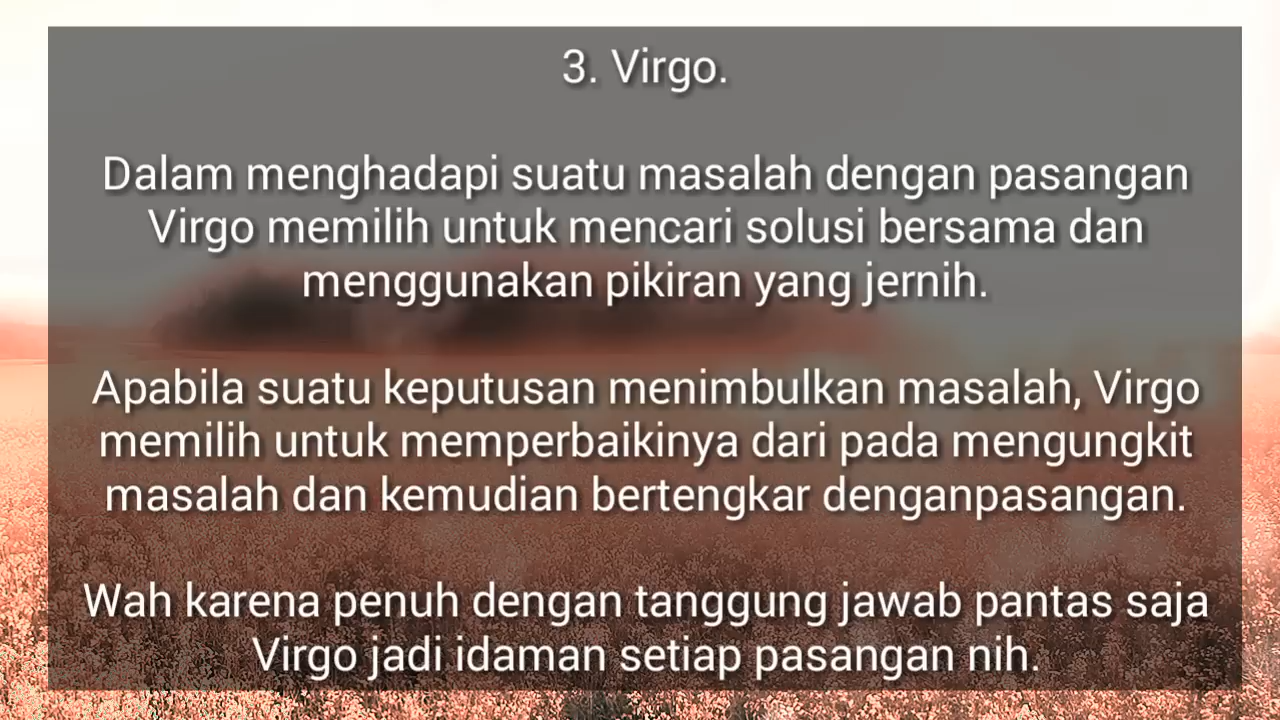 3. Virgo.
Dalam menghadapi suatu masalah dengan pasangan
Virgo memilih untuk mencari solusi bersama dan
menggunakan pikiran yang jernih.
Apabila suatu keputusan menimbulkan masalah, Virgo
memilih untuk memperbaikinya dari pada mengungkit
masalah dan kemudian bertengkar denganpasangan.
Wah karena penuh dengan tanggung jawab pantas saja
Virgo jadi idaman setiap pasangan nih.